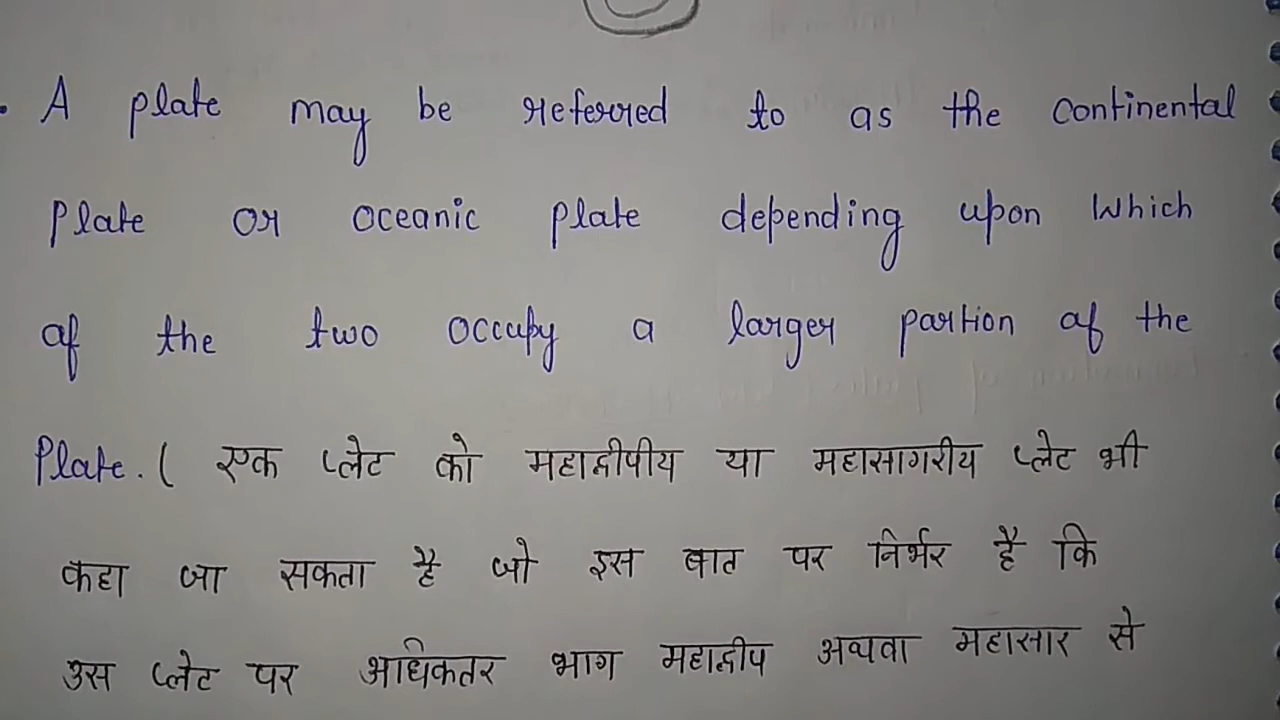 . A plate may be referred to as the continental
Plate or oceanic plate depending upon which
of the two occupy a larger partion of the
Plate. ( एक प्लेट को महाद्वीपीय या महासागरीय प्लेट भी
कहा जा सकता है जो इस बात पर निर्भर है कि
उस प्लेट पर अधिकतर भाग महाद्वीप अथवा महासार से